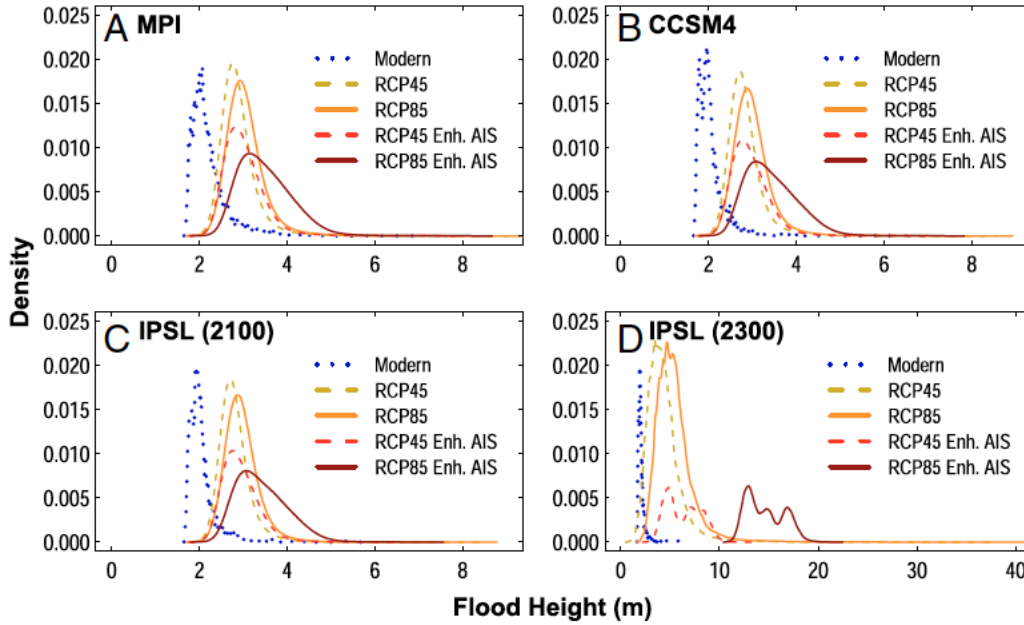 A MPI
0.025
0.020
0.015
0.010
0.005
0.000
Modern
RCP45
RCP85
RCP45 Enh. AIS
RCP85 Enh. AIS
0 2 4 6 8
B CCSM4
0.025
0.020
0.015
0.010
0.005
0.000
Modern
RCP45
RCP85
RCP45 Enh. AIS
RCP85 Enh. AIS
0 2 4 6 8
Density
C IPSL (2100)
0.025
0.020
0.015
0.010
0.005
0.000
Modern
RCP45
RCP85
RCP45 Enh. AIS
RCP85 Enh. AIS
0 2 4 6 8
D IPSL (2300)
0.025
0.020
0.015
0.010
0.005
0.000
Modern
RCP45
RCP85
RCP45 Enh. AIS
RCP85 Enh. AIS
0 10 20 30 40
Flood Height (m)